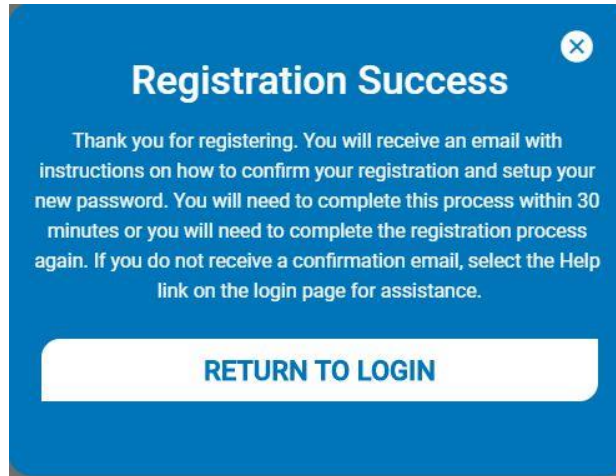 Registration Success
Thank you for registering. You will receive an email with
instructions on how to confirm your registration and setup your
new password. You will need to complete this process within 30
minutes or you will need to complete the registration process
again. If you do not receive a confirmation email, select the Help
link on the login page for assistance.
RETURN TO LOGIN